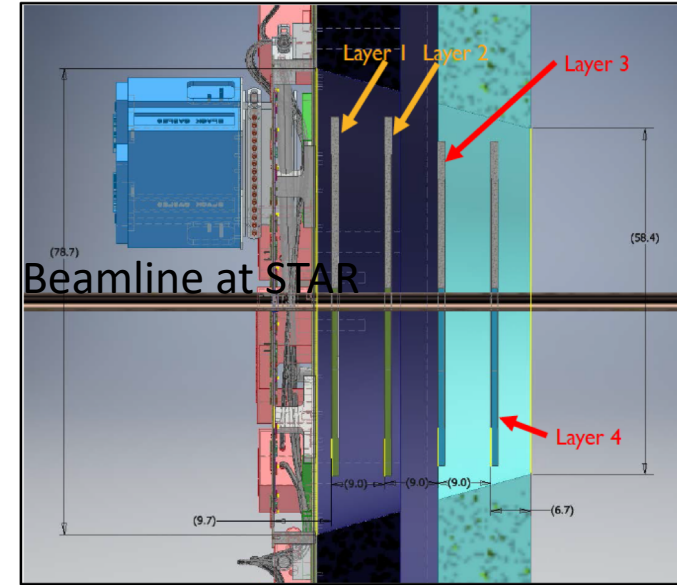 Layer 1 Layer 2
Layer 3
(78.7)
(58.4)
Beamline at STAR
Layer 4
(9.0)
(9.0)
(9.0)
(9.7)
(6.7)